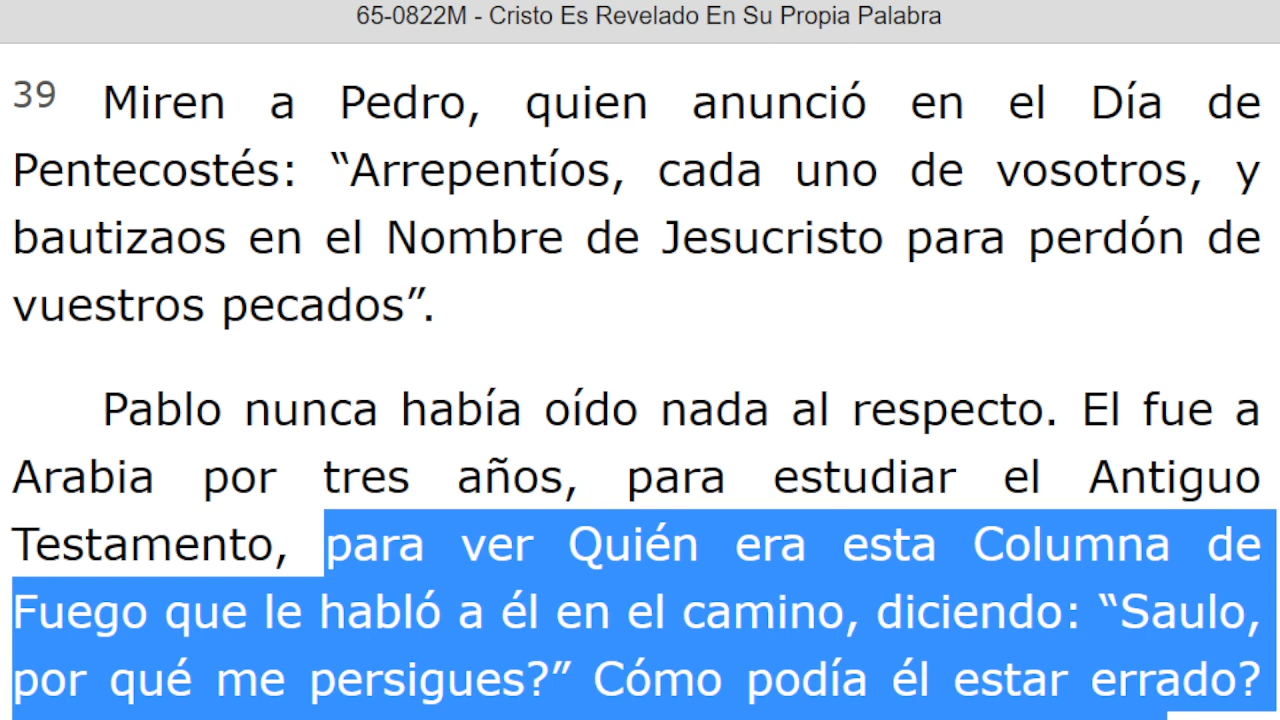 65-0822M - Cristo Es Revelado En Su Propia Palabra
39 Miren a Pedro, quien anunció en el Día de
Pentecostés: “Arrepentíos, cada uno de vosotros, y
bautizaos en el Nombre de Jesucristo para perdón de
vuestros pecados”.
Pablo nunca había oído nada al respecto. El fue a
Arabia por tres años, para estudiar el Antiguo
Testamento, para ver Quién era esta Columna de
Fuego que le habló a él en el camino, diciendo: “Saulo,
por qué me persigues?” Cómo podía él estar errado?